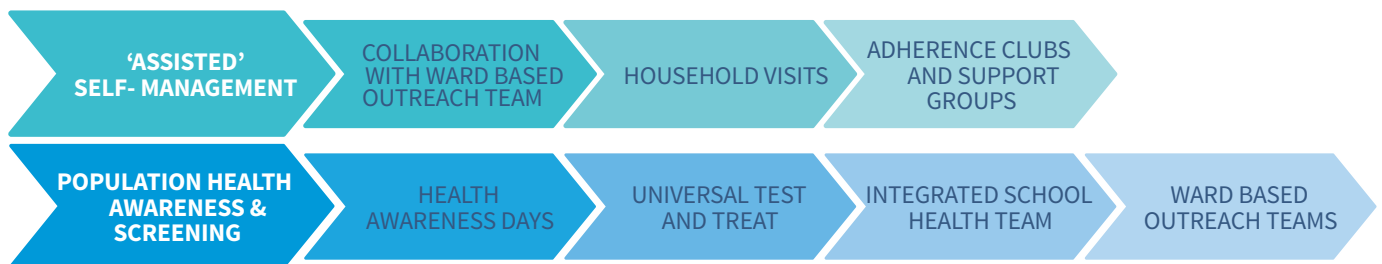 ‘ASSISTED’
SELF- MANAGEMENT
COLLABORATION
WITH WARD BASED
OUTREACH TEAM
HOUSEHOLD VISITS
ADHERENCE CLUBS
AND SUPPORT
GROUPS
POPULATION HEALTH
AWARENESS &
SCREENING
HEALTH
AWARENESS DAYS
UNIVERSAL TEST
AND TREAT
INTEGRATED SCHOOL
HEALTH TEAM
WARD BASED
OUTREACH TEAMS